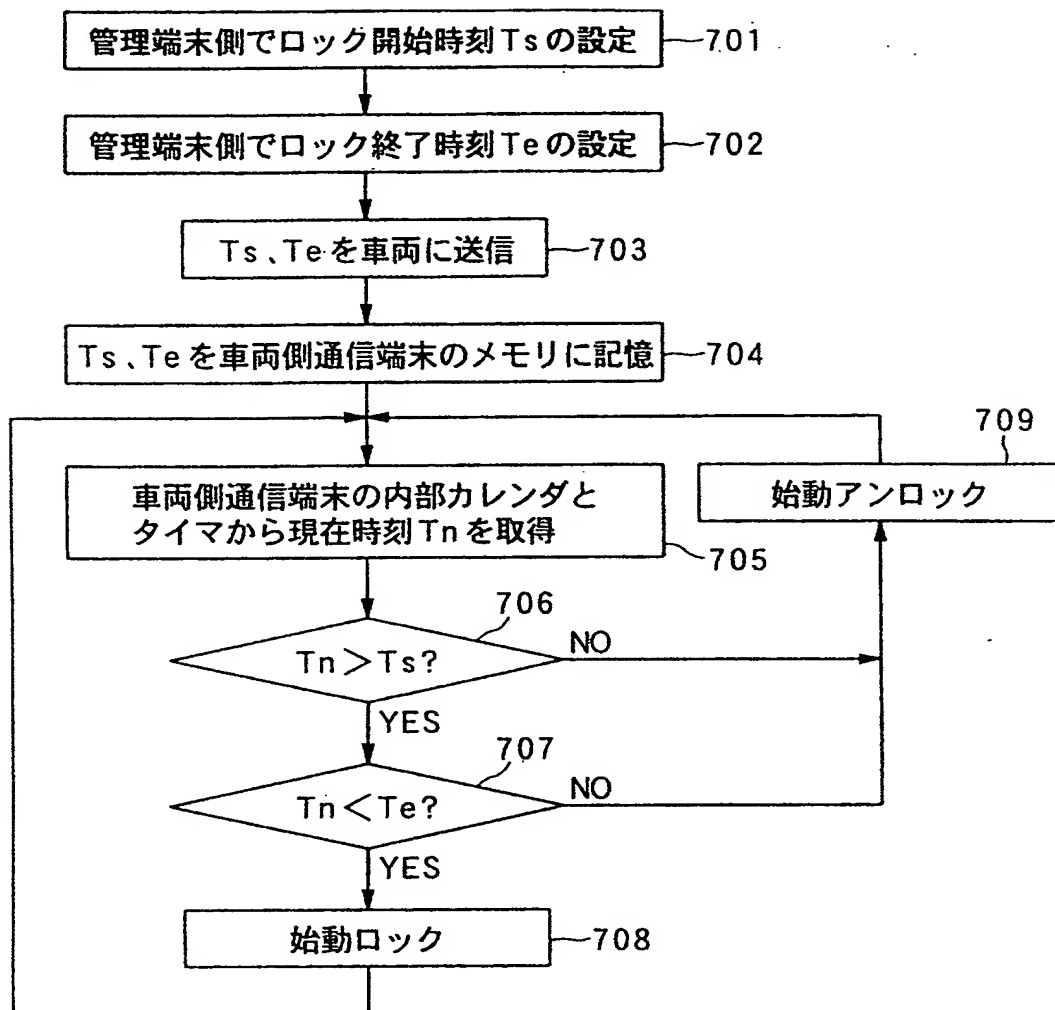 管理端末側でロック開始時刻Tsの設定 701
管理端末側でロック終了時刻Teの設定 702
Ts、Teを車両に送信 703
Ts、Teを車両側通信端末のメモリに記憶 704
709
始動アンロック
車両側通信端末の内部カレンダと
タイマから現在時刻Tnを取得
705
706
Tn＞Ts? NO
YES
707
Tn＜Te? NO
YES
始動ロック 708